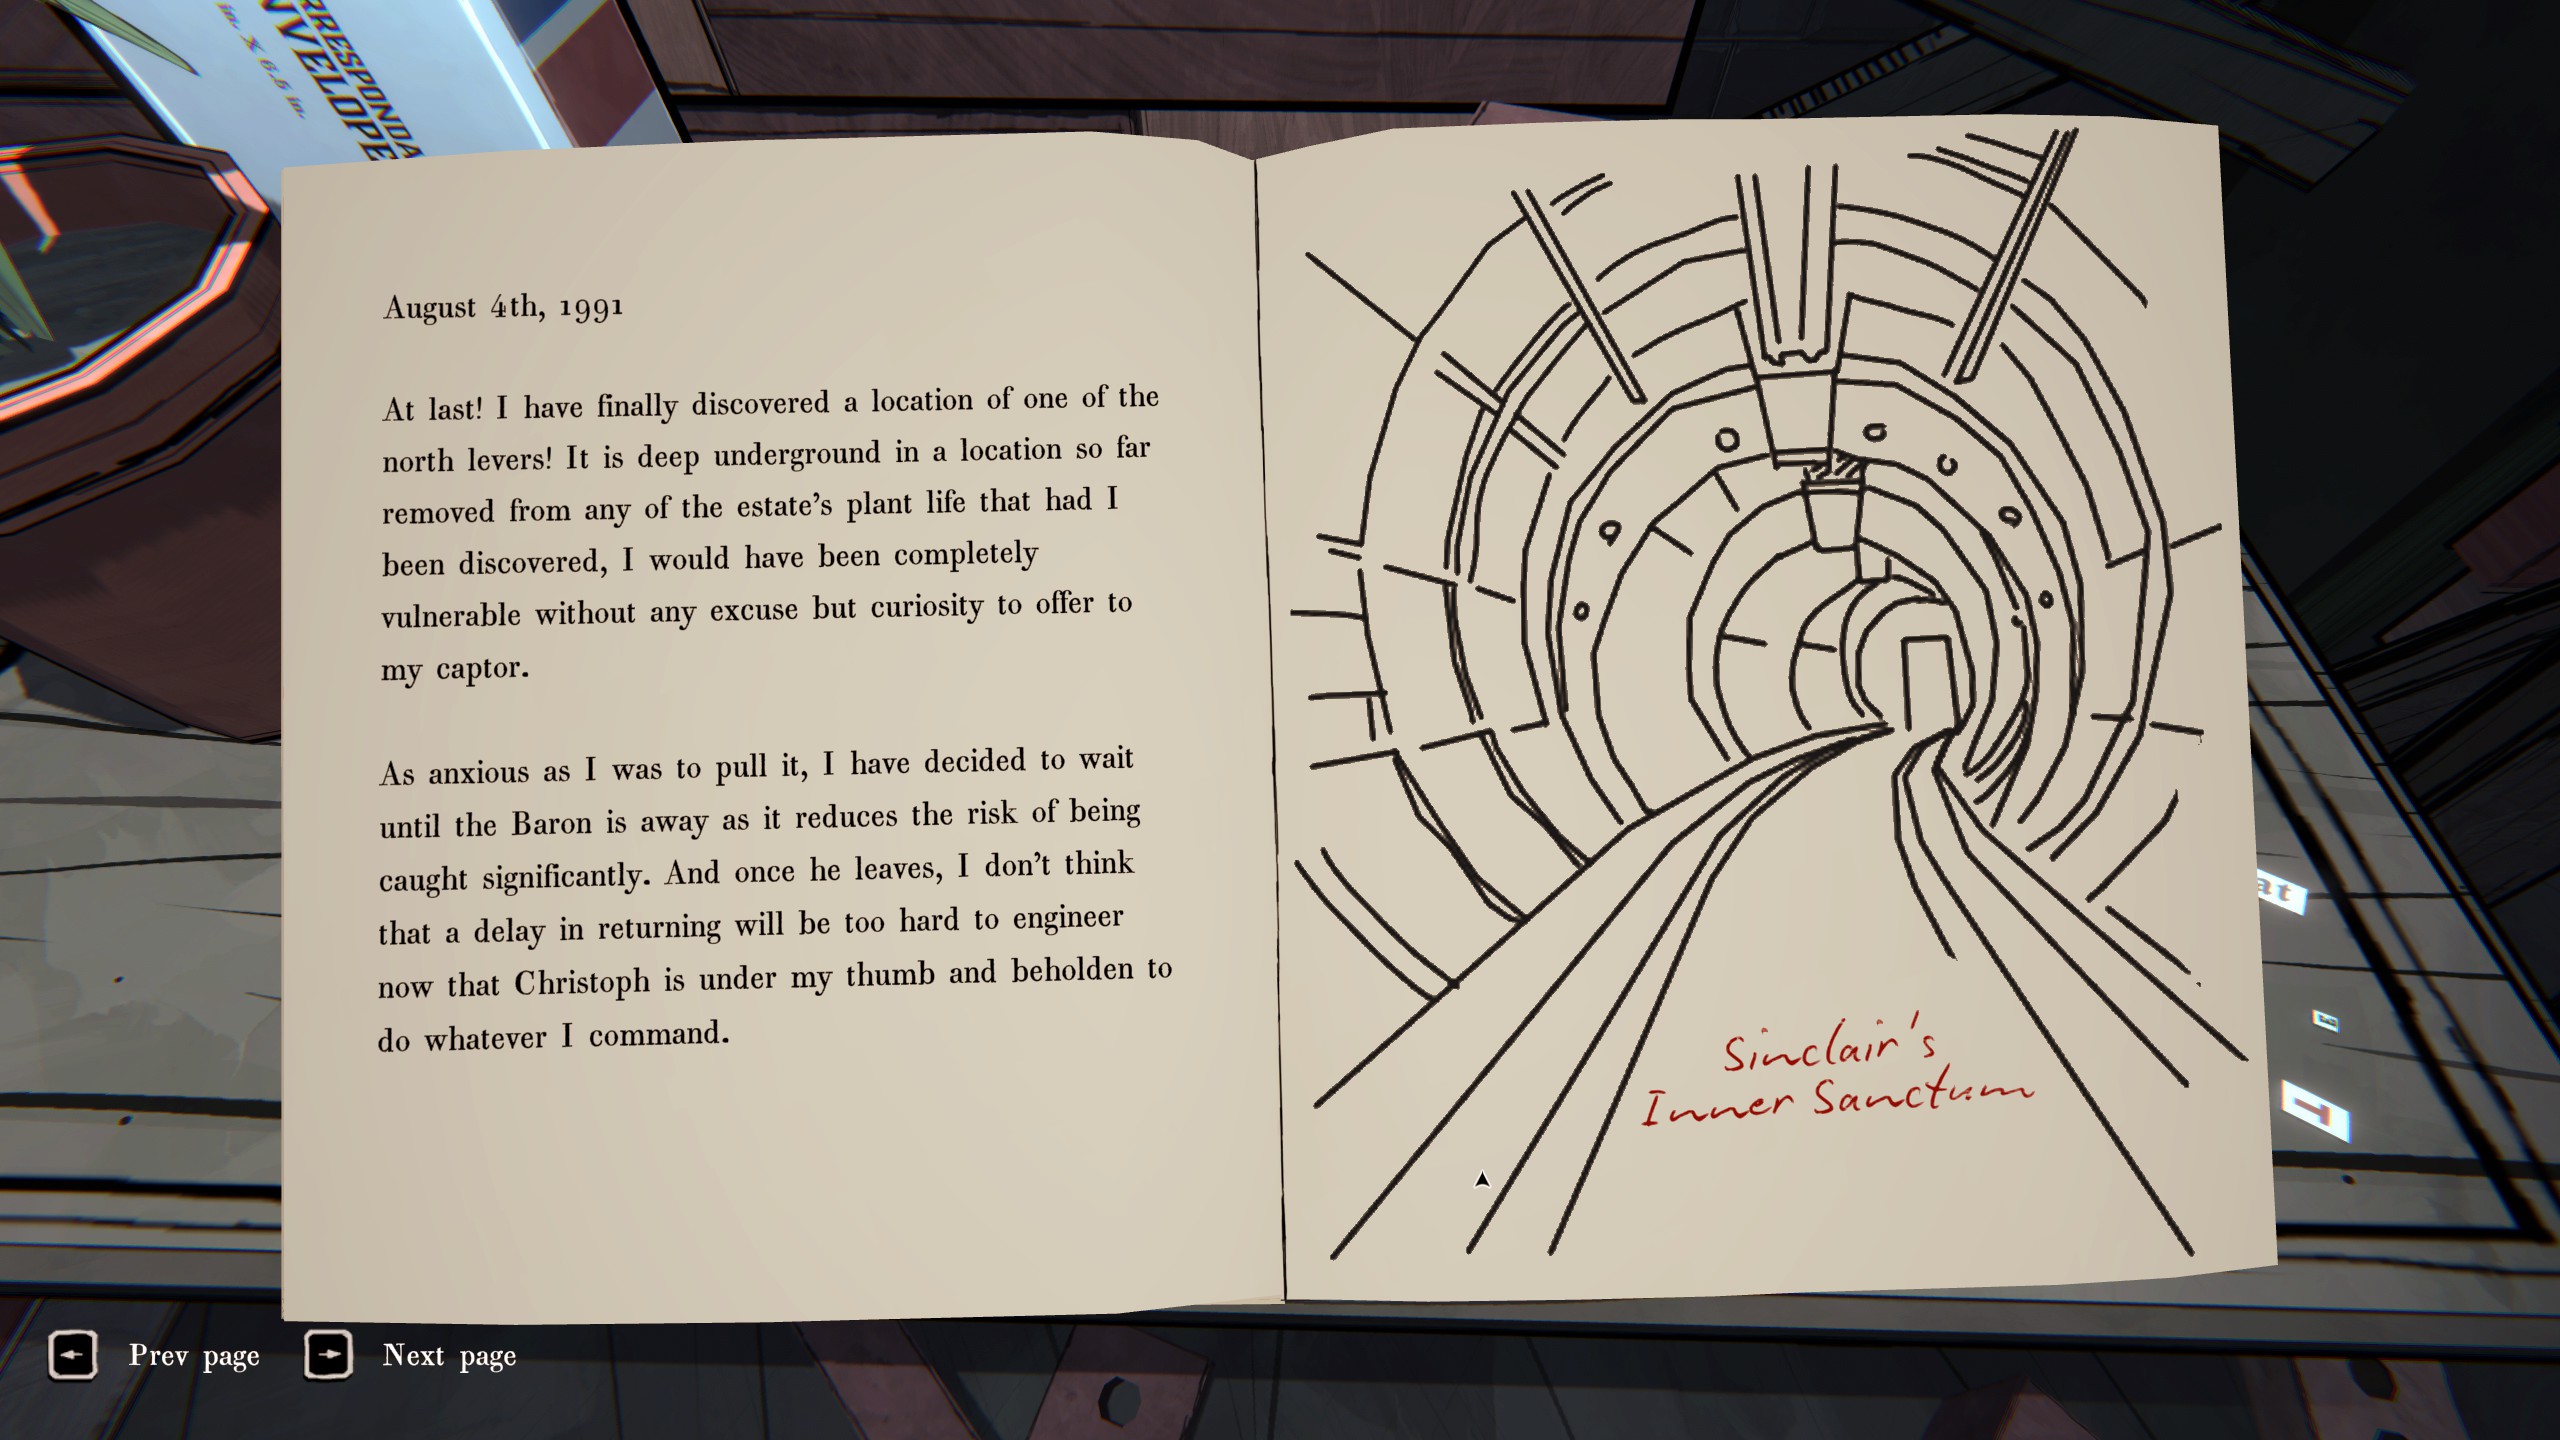 RRESPONDA
NVELOPE
in. X 6.5 in.
August 4th, 1991
At last! I have finally discovered a location of one of the
north levers! It is deep underground in a location so far
removed from any of the estate's plant life that had I
been discovered, I would have been completely
vulnerable without any excuse but curiosity to offer to
my captor.
As anxious as I was to pull it, I have decided to wait
until the Baron is away as it reduces the risk of being
caught significantly. And once he leaves, I don't think
that a delay in returning will be too hard to engineer
now that Christoph is under my thumb and beholden to
do whatever I command.
Sinclair's
Inner Sanctum
at
Prev page
Next page